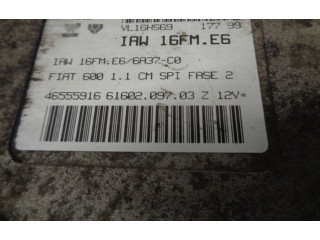 VL16HS69 177 99
IAW 16FM.E6
IAW 16FM.E6/6A37-C0
FIAT 600 1.1 CM SPI FASE 2
46555916 61602.097.03 Z 12V=